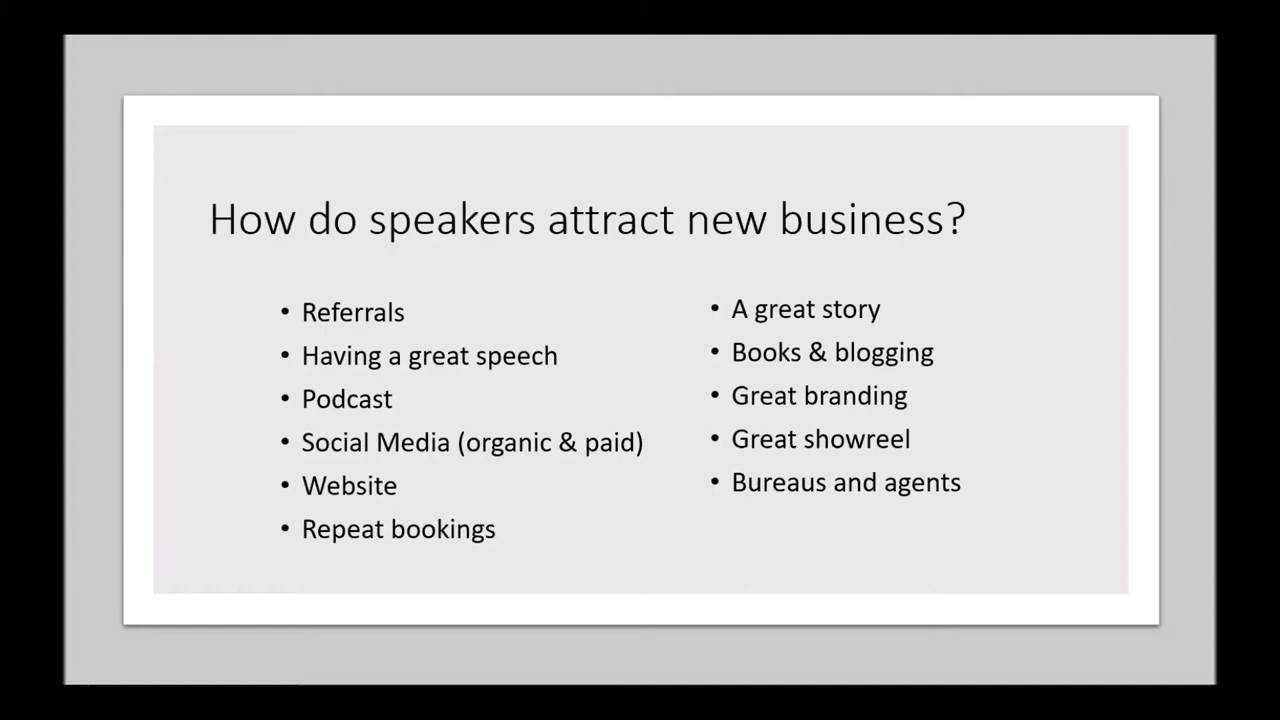 How do speakers attract new business?
• Referrals
• Having a great speech
• Podcast
• Social Media (organic & paid)
• Website
• Repeat bookings
• A great story
• Books & blogging
• Great branding
• Great showreel
• Bureaus and agents